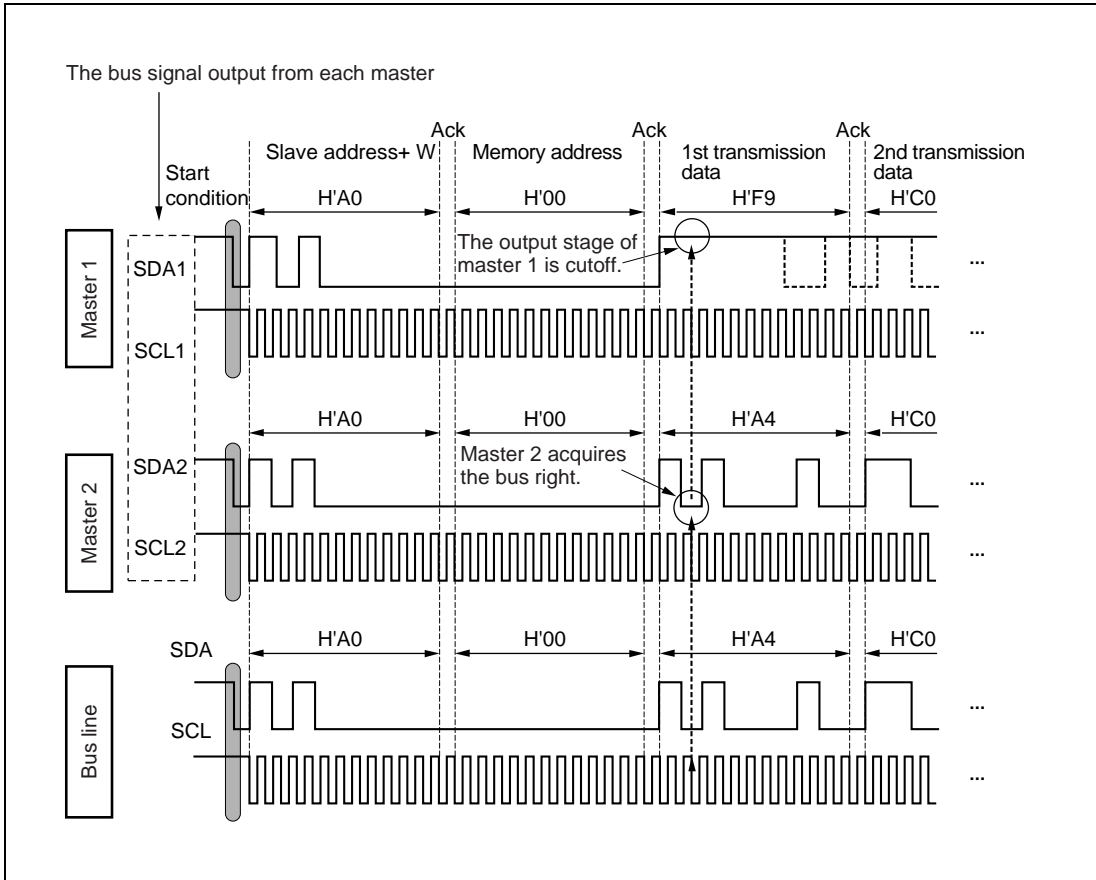 The bus signal output from each master
Ack Ack Ack
Slave address+ W Memory address 1st transmission data 2nd transmission data
Start condition
H'A0 H'00 H'F9 H'C0
The output stage of
master 1 is cutoff.
Master 1
SDA1
...
SCL1
...
H'A0 H'00 H'A4 H'C0
Master 2 acquires
the bus right.
Master 2
SDA2
...
SCL2
...
H'A0 H'00 H'A4 H'C0
Bus line
SDA
...
SCL
...